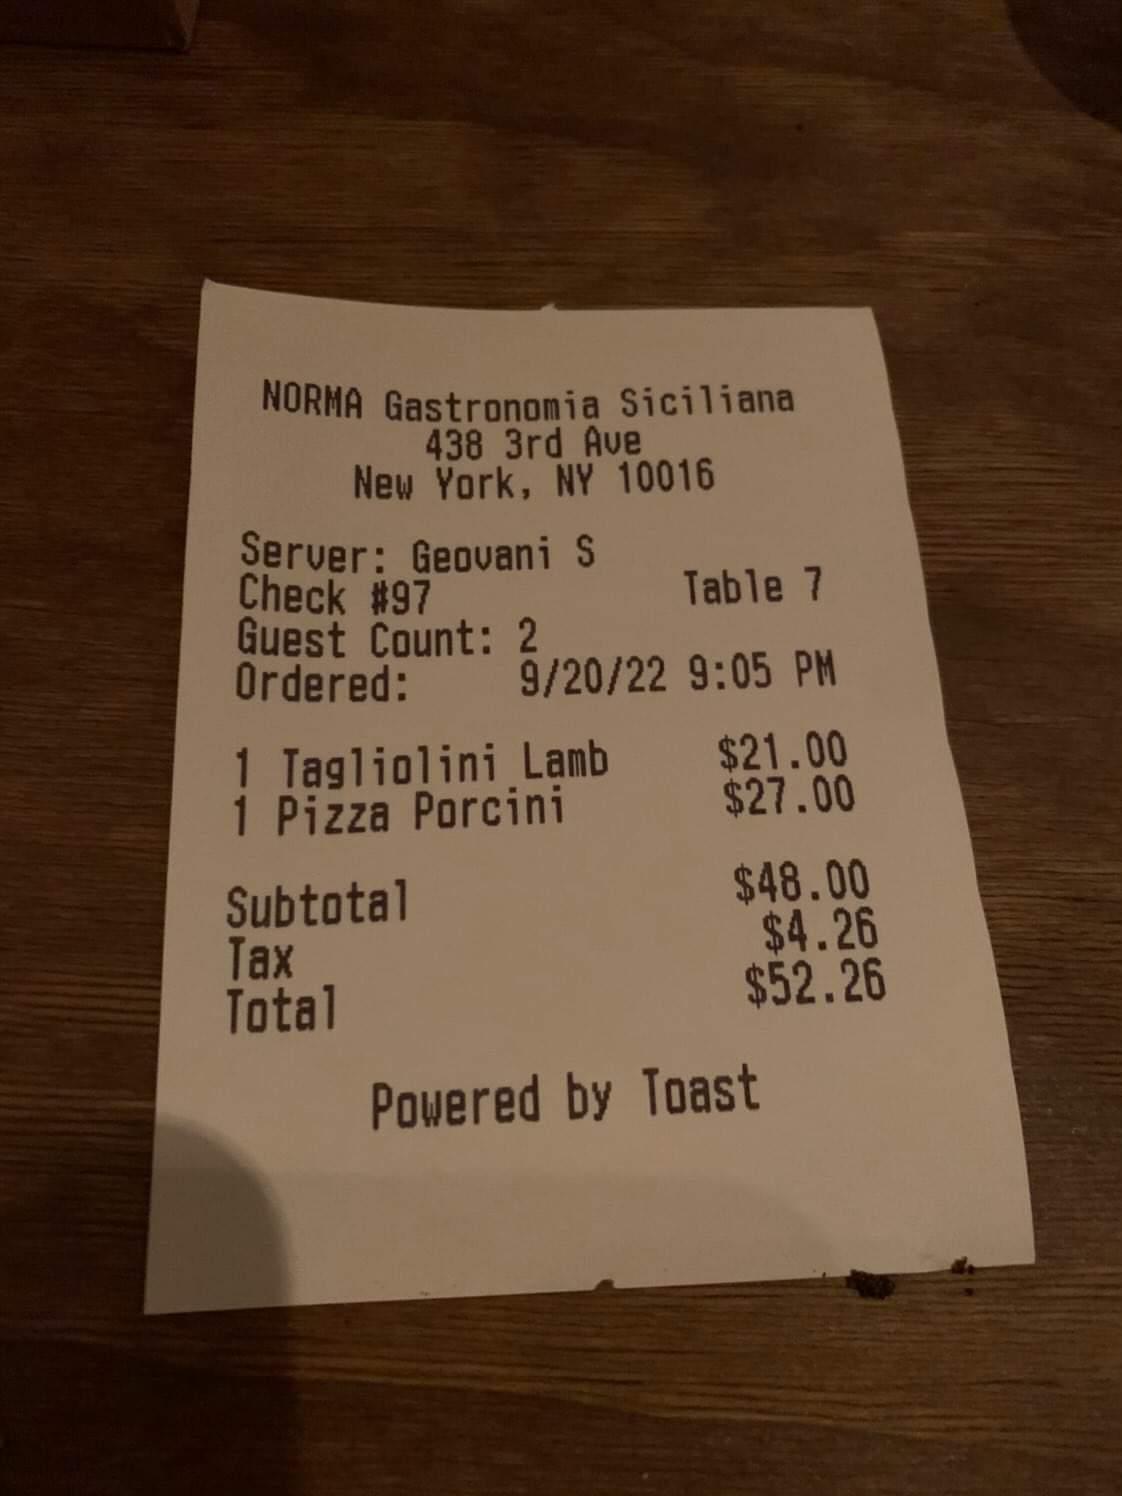 NORMA Gastronomia Siciliana
438 3rd Ave
New York, NY 10016
Server: Geovani S
Check #97 Table 7
Guest Count: 2
Ordered: 9/20/22 9:05 PM
1 Tagliolini Lamb $21.00
1 Pizza Porcini $27.00
Subtotal $48.00
Tax $4.26
Total $52.26
Powered by Toast